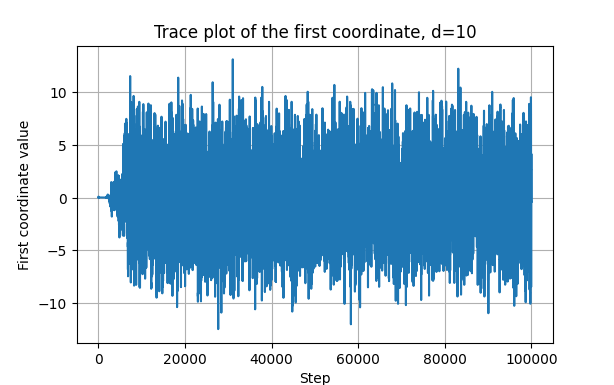 Trace plot of the first coordinate, d=10
First coordinate value
10
5
0
−5
−10
0 20000 40000 60000 80000 100000
Step